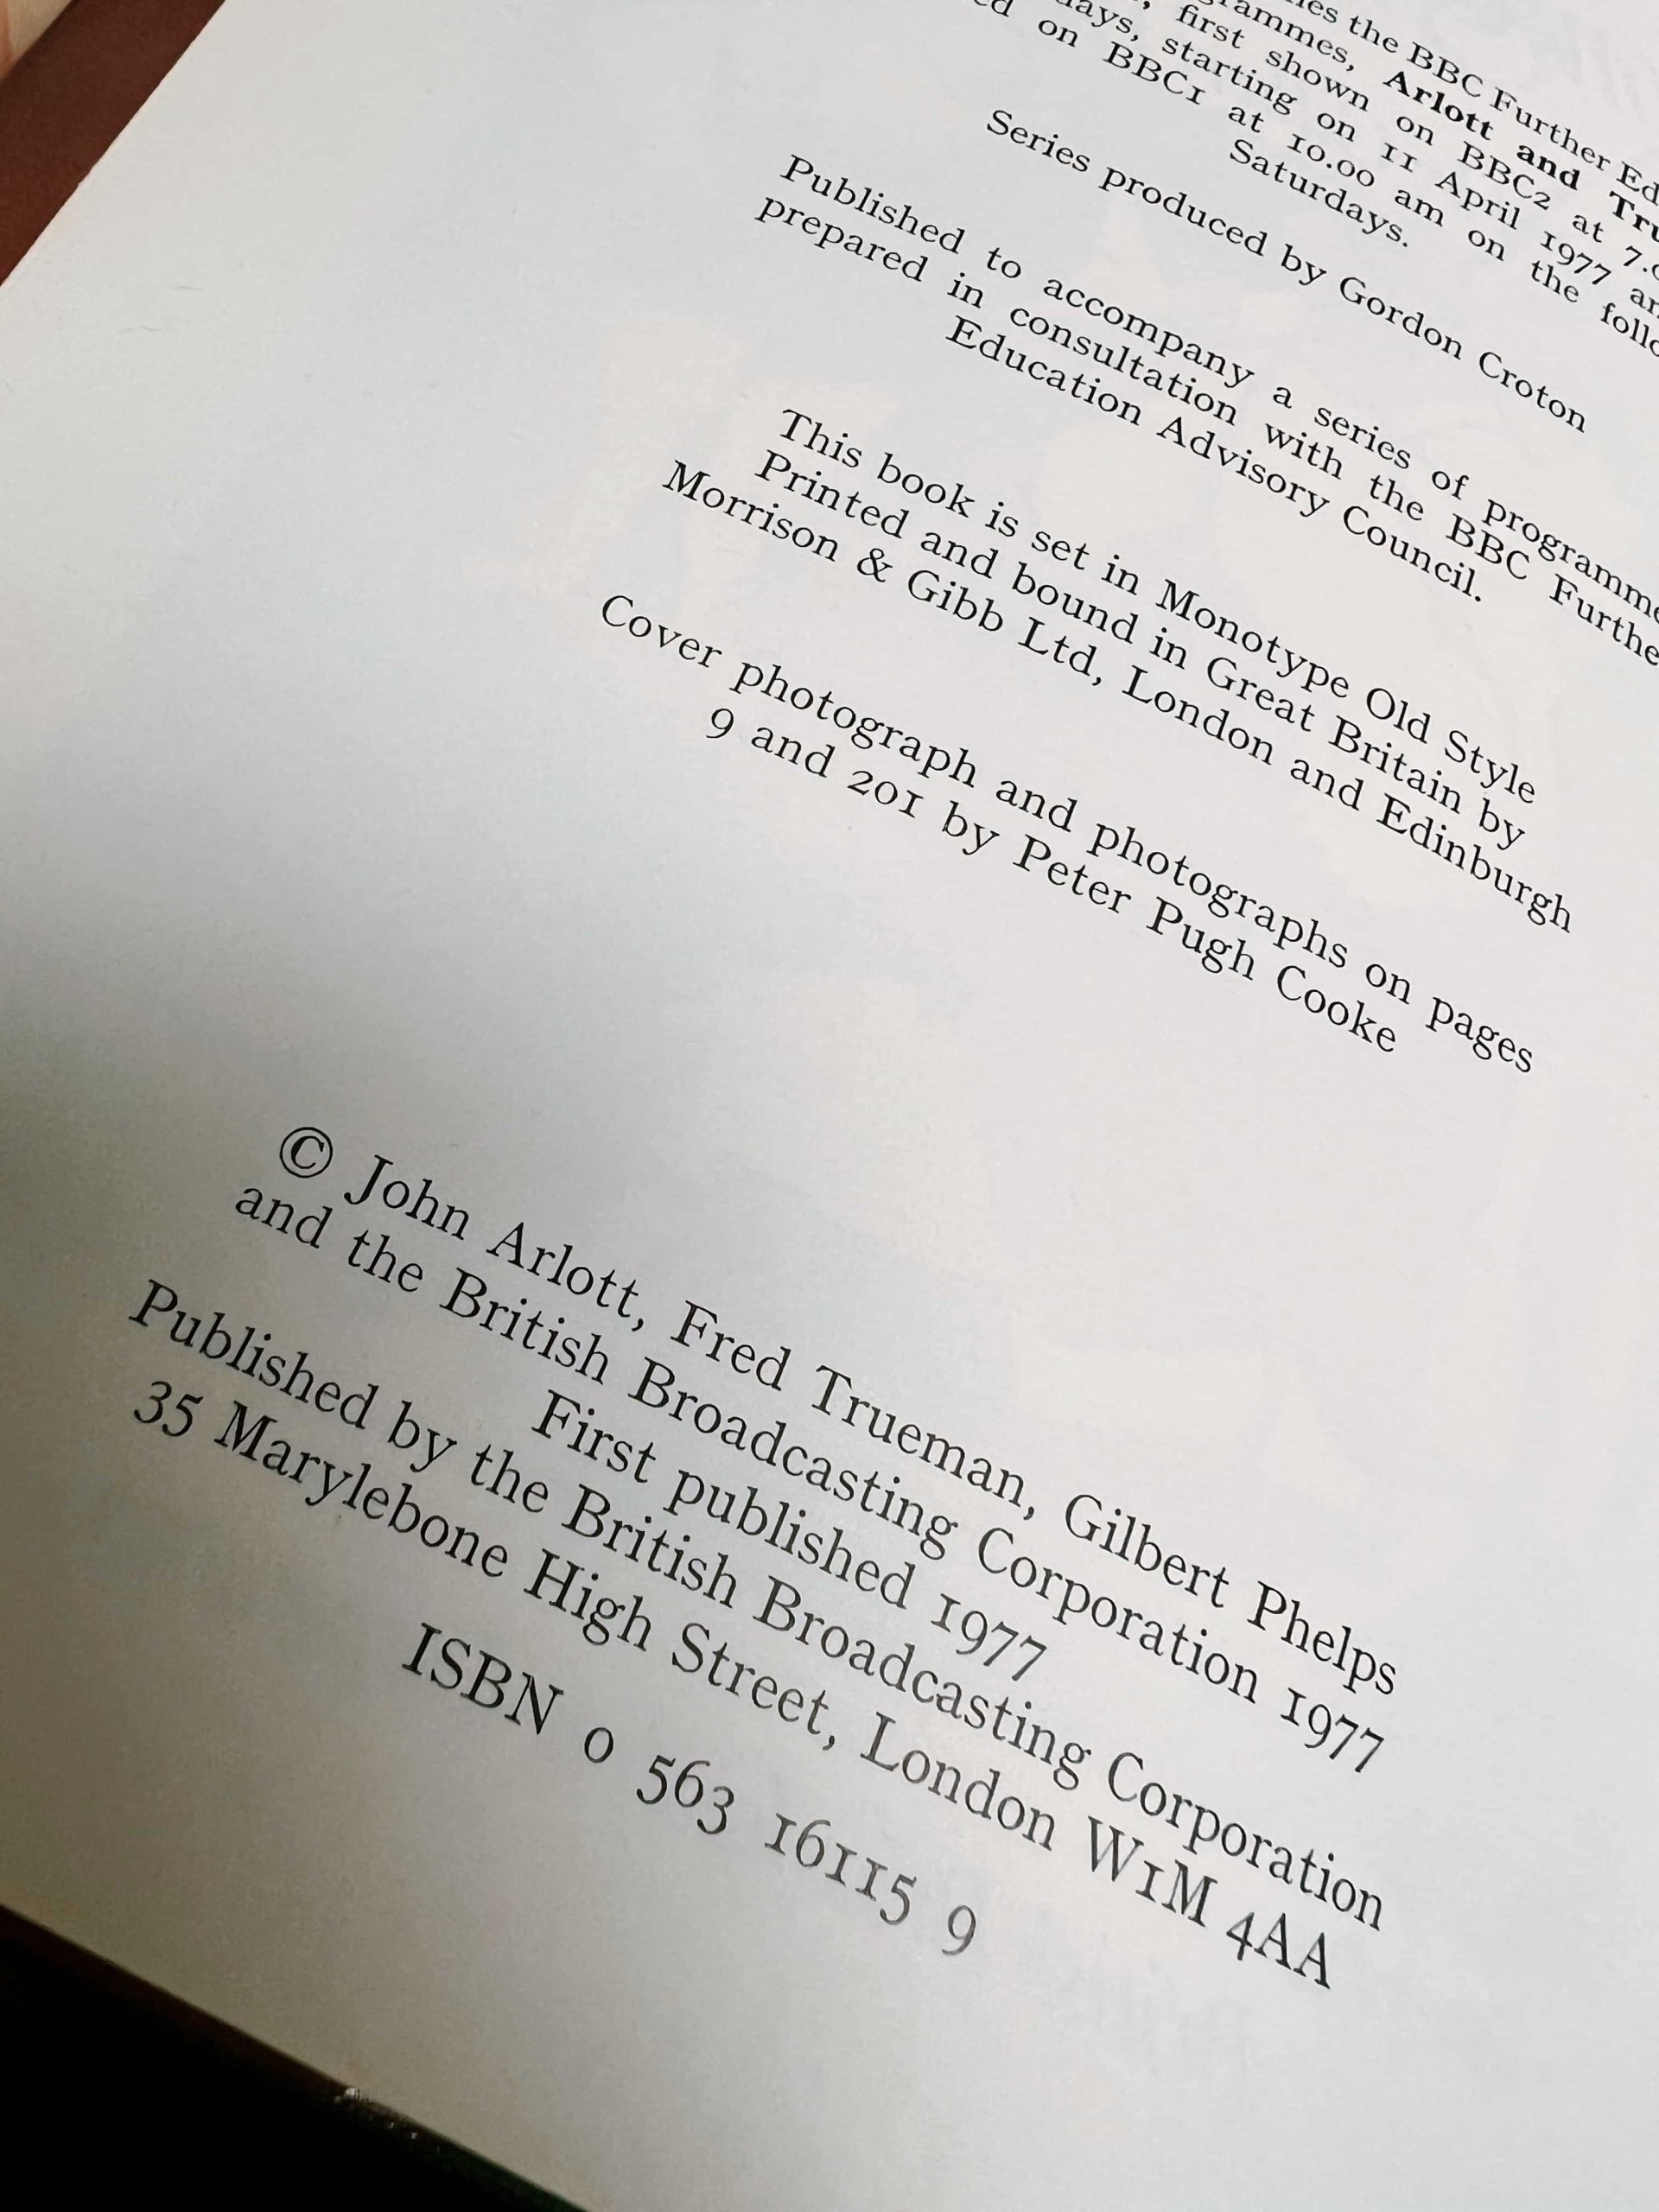 the BBC Further
first shown on BBC2 at
Arlott and
days, starting on 11 April 1977
on BBC1 at 10.00 am on the
Saturdays.
Series produced by Gordon Croton
Published to accompany a series of
prepared in consultation with the BBC
Education Advisory Council.
This book is set in Monotype Old Style
Printed and bound in Great Britain by
Morrison & Gibb Ltd, London and Edinburgh
Cover photograph and photographs on pages
9 and 201 by Peter Pugh Cooke
© John Arlott, Fred Trueman, Gilbert Phelps
and the British Broadcasting Corporation 1977
First published 1977
Published by the British Broadcasting Corporation
35 Marylebone High Street, London W1M 4AA
ISBN 0 563 16115 9